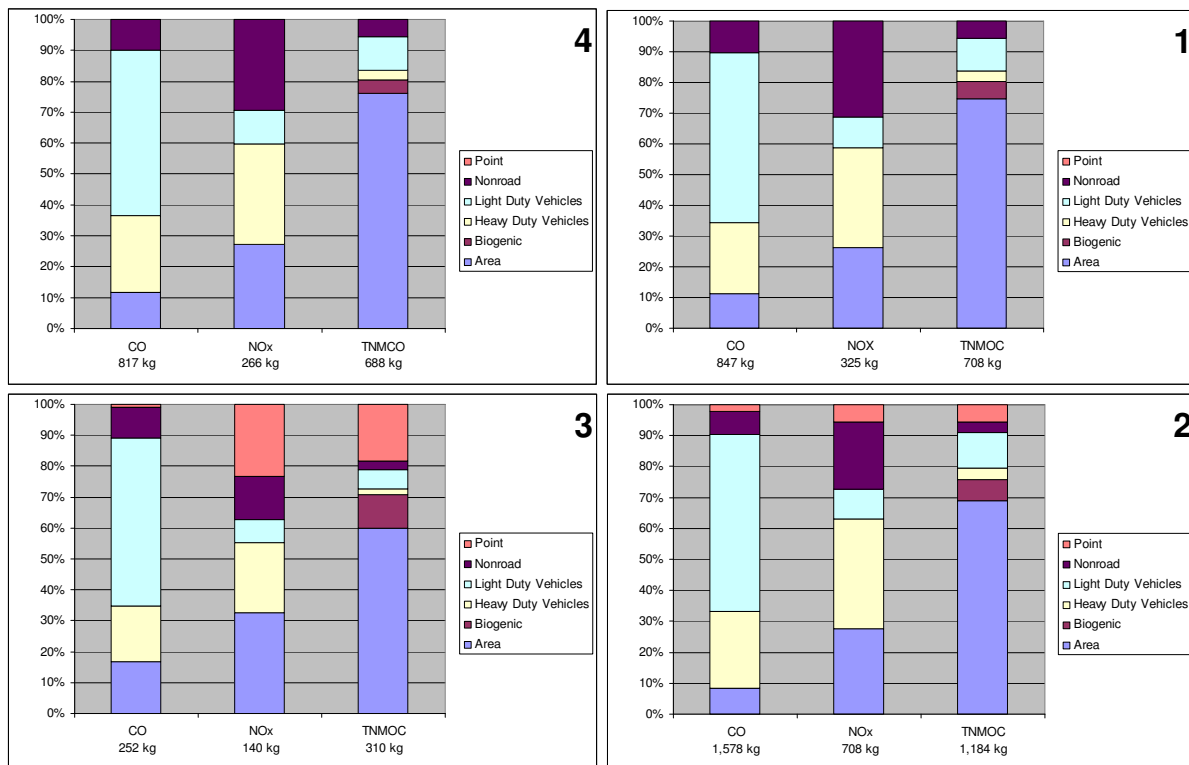 4
100%
90%
80%
70%
60%
50%
40%
30%
20%
10%
0%
CO NOx TNMCO
817 kg 266 kg 688 kg
Point
Nonroad
Light Duty Vehicles
Heavy Duty Vehicles
Biogenic
Area
1
100%
90%
80%
70%
60%
50%
40%
30%
20%
10%
0%
CO NOX TNMOC
847 kg 325 kg 708 kg
Point
Nonroad
Light Duty Vehicles
Heavy Duty Vehicles
Biogenic
Area
3
100%
90%
80%
70%
60%
50%
40%
30%
20%
10%
0%
CO NOx TNMOC
252 kg 140 kg 310 kg
Point
Nonroad
Light Duty Vehicles
Heavy Duty Vehicles
Biogenic
Area
2
100%
90%
80%
70%
60%
50%
40%
30%
20%
10%
0%
CO NOx TNMOC
1,578 kg 708 kg 1,184 kg
Point
Nonroad
Light Duty Vehicles
Heavy Duty Vehicles
Biogenic
Area